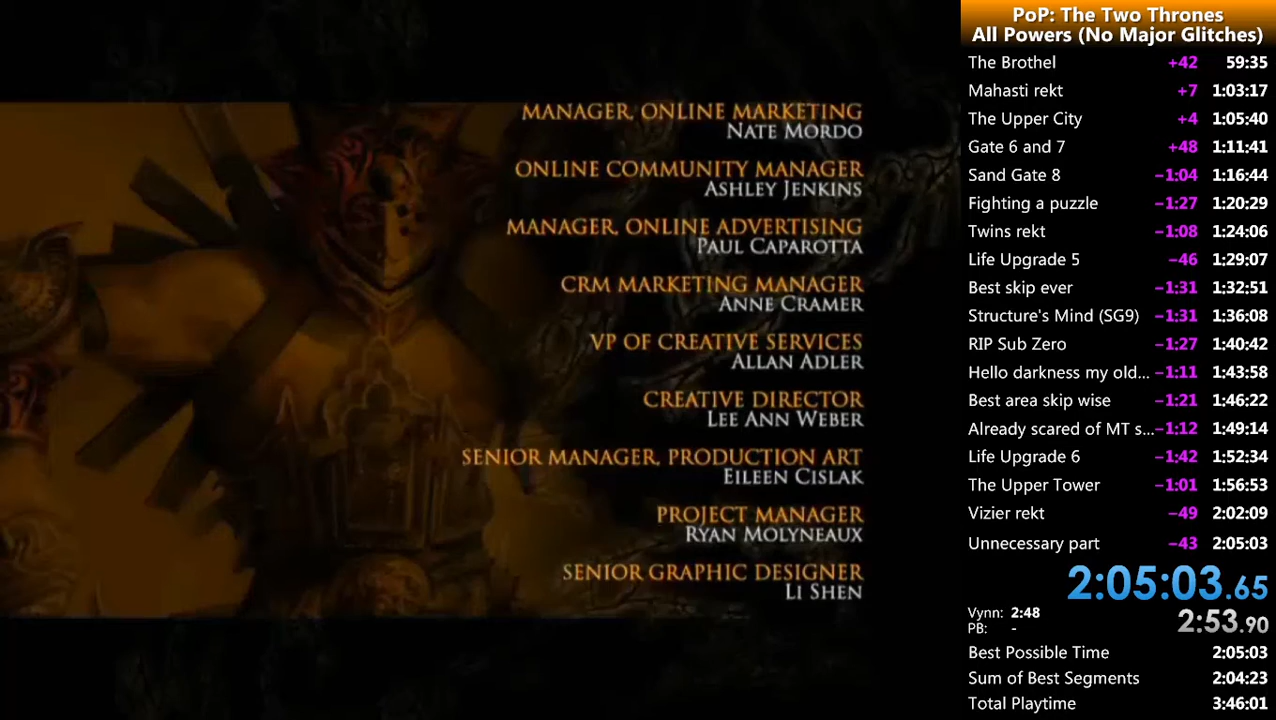 MANAGER, ONLINE MARKETING
NATE MORDO
ONLINE COMMUNITY MANAGER
ASHLEY JENKINS
MANAGER, ONLINE ADVERTISING
PAUL CAPAROTTA
CRM MARKETING MANAGER
ANNE CRAMER
VP OF CREATIVE SERVICES
ALLAN ADLER
CREATIVE DIRECTOR
LEE ANN WEBER
SENIOR MANAGER, PRODUCTION ART
EILEEN CISLAK
PROJECT MANAGER
RYAN MOLYNEAUX
SENIOR GRAPHIC DESIGNER
LI SHEN
PoP: The Two Thrones
All Powers (No Major Glitches)
The Brothel +42 59:35
Mahasti rekt +7 1:03:17
The Upper City +4 1:05:40
Gate 6 and 7 +48 1:11:41
Sand Gate 8 −1:04 1:16:44
Fighting a puzzle −1:27 1:20:29
Twins rekt −1:08 1:24:06
Life Upgrade 5 −46 1:29:07
Best skip ever −1:31 1:32:51
Structure's Mind (SG9) −1:31 1:36:08
RIP Sub Zero −1:27 1:40:42
Hello darkness my old... −1:11 1:43:58
Best area skip wise −1:21 1:46:22
Already scared of MT s... −1:12 1:49:14
Life Upgrade 6 −1:42 1:52:34
The Upper Tower −1:01 1:56:53
Vizier rekt −49 2:02:09
Unnecessary part −43 2:05:03
2:05:03.65
Vynn: 2:48
PB: -
2:53.90
Best Possible Time 2:05:03
Sum of Best Segments 2:04:23
Total Playtime 3:46:01